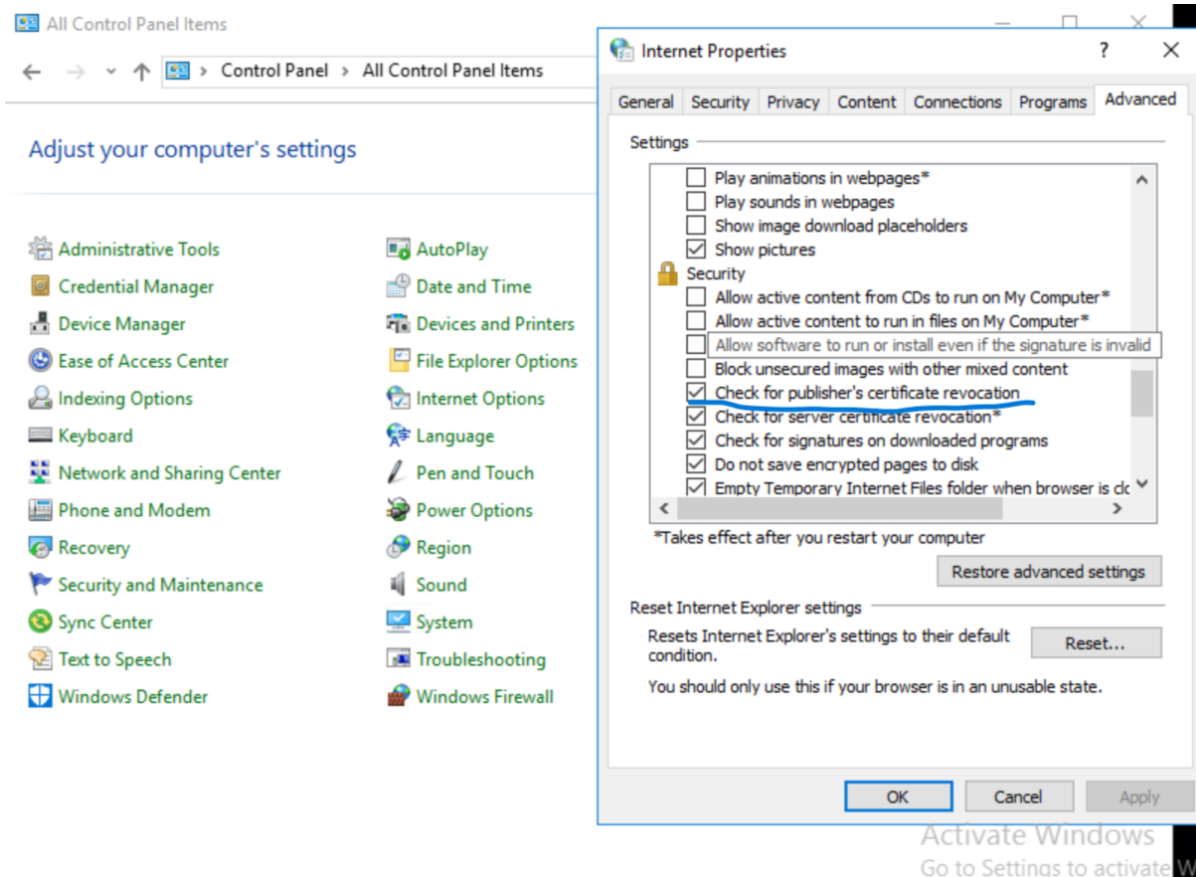 All Control Panel Items
Control Panel > All Control Panel Items
Adjust your computer's settings
Administrative Tools
Credential Manager
Device Manager
Ease of Access Center
Indexing Options
Keyboard
Network and Sharing Center
Phone and Modem
Recovery
Security and Maintenance
Sync Center
Text to Speech
Windows Defender
AutoPlay
Date and Time
Devices and Printers
File Explorer Options
Internet Options
Language
Pen and Touch
Power Options
Region
Sound
System
Troubleshooting
Windows Firewall
Internet Properties
General Security Privacy Content Connections Programs Advanced
Settings
Play animations in webpages*
Play sounds in webpages
Show image download placeholders
Show pictures
Security
Allow active content from CDs to run on My Computer*
Allow active content to run in files on My Computer*
Allow software to run or install even if the signature is invalid
Block unsecured images with other mixed content
Check for publisher's certificate revocation
Check for server certificate revocation*
Check for signatures on downloaded programs
Do not save encrypted pages to disk
Empty Temporary Internet Files folder when browser is clc
*Takes effect after you restart your computer
Restore advanced settings
Reset Internet Explorer settings
Resets Internet Explorer's settings to their default
condition.
Reset...
You should only use this if your browser is in an unusable state.
OK Cancel Apply
Activate Windows
Go to Settings to activate W